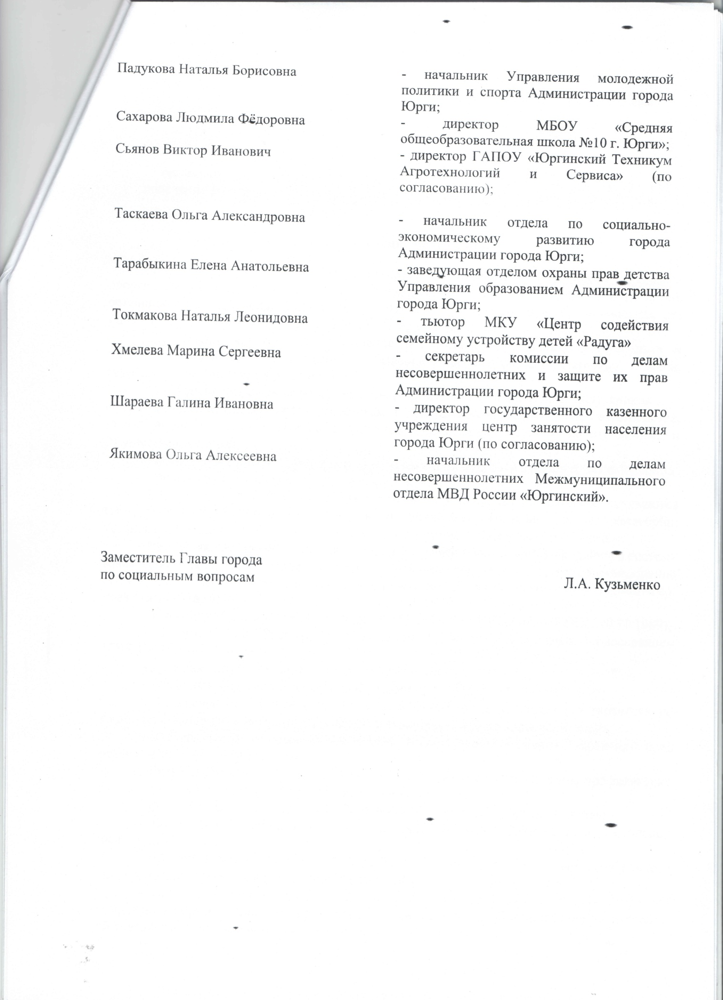 Падукова Наталья Борисовна
- начальник Управления молодежной
политики и спорта Администрации города
Юрги;
Сахарова Людмила Фёдоровна
- директор МБОУ «Средняя
общеобразовательная школа №10 г. Юрги»;
Сьянов Виктор Иванович
- директор ГАПОУ «Юргинский Техникум
Агротехнологий и Сервиса» (по
согласованию);
Таскаева Ольга Александровна
- начальник отдела по социально-
экономическому развитию города
Администрации города Юрги;
Тарабыкина Елена Анатольевна
- заведующая отделом охраны прав детства
Управления образованием Администрации
города Юрги;
Токмакова Наталья Леонидовна
- тьютор МКУ «Центр содействия
семейному устройству детей «Радуга»
Хмелева Марина Сергеевна
- секретарь комиссии по делам
несовершеннолетних и защите их прав
Администрации города Юрги;
Шараева Галина Ивановна
- директор государственного казенного
учреждения центр занятости населения
города Юрги (по согласованию);
Якимова Ольга Алексеевна
- начальник отдела по делам
несовершеннолетних Межмуниципального
отдела МВД России «Юргинский».
Заместитель Главы города
по социальным вопросам
Л.А. Кузьменко